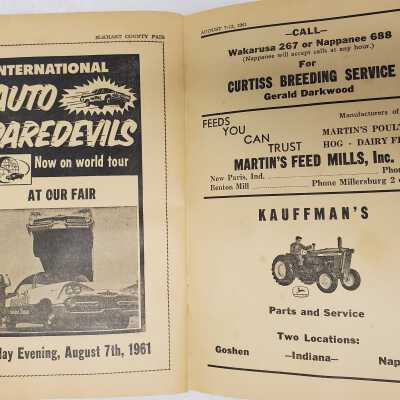 ELKHART COUNTY FAIR
INTERNATIONAL
AUTO
DAREDEVILS
Now on world tour
AT OUR FAIR
day Evening, August 7th, 1961
AUGUST 7-12, 1961
—CALL—
Wakarusa 267 or Nappanee 688
(Nappanee will accept calls at any hour.)
For
CURTISS BREEDING SERVICE
Gerald Darkwood
FEEDS
YOU
CAN
TRUST
Manufacturers of
MARTIN'S POUL
HOG - DAIRY FE
MARTIN'S FEED MILLS, Inc.
New Paris, Ind.
Pho
Benton Mill
Phone Millersburg 2
KAUFFMAN'S
Parts and Service
Two Locations:
Goshen —Indiana— Nap